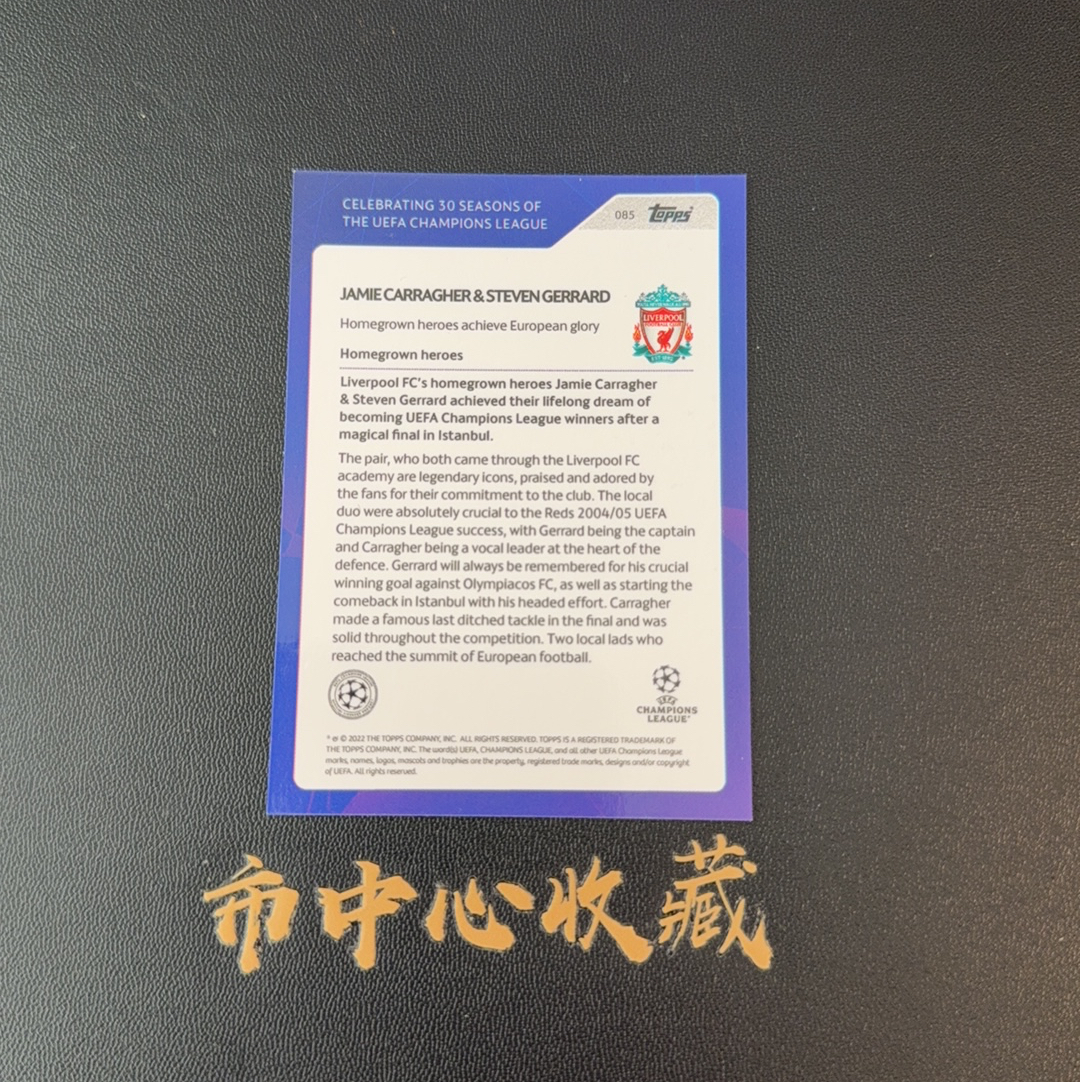 CELEBRATING 30 SEASONS OF
THE UEFA CHAMPIONS LEAGUE
085 Topps
JAMIE CARRAGHER & STEVEN GERRARD
Homegrown heroes achieve European glory
LIVERPOOL
Homegrown heroes
Liverpool FC's homegrown heroes Jamie Carragher
& Steven Gerrard achieved their lifelong dream of
becoming UEFA Champions League winners after a
magical final in Istanbul.
The pair, who both came through the Liverpool FC
academy are legendary icons, praised and adored by
the fans for their commitment to the club. The local
duo were absolutely crucial to the Reds 2004/05 UEFA
Champions League success, with Gerrard being the captain
and Carragher being a vocal leader at the heart of the
defence. Gerrard will always be remembered for his crucial
winning goal against Olympiacos FC, as well as starting the
comeback in Istanbul with his headed effort. Carragher
made a famous last ditched tackle in the final and was
solid throughout the competition. Two local lads who
reached the summit of European football.
UEFA
CHAMPIONS
LEAGUE
* ® © 2022 THE TOPPS COMPANY, INC. ALL RIGHTS RESERVED. TOPPS IS A REGISTERED TRADEMARK OF
THE TOPPS COMPANY, INC. The word(s) UEFA, CHAMPIONS LEAGUE, and all other UEFA Champions League
marks, names, logos, mascots and trophies are the property, registered trade marks, designs and/or copyright
of UEFA. All rights reserved.
市中心收藏